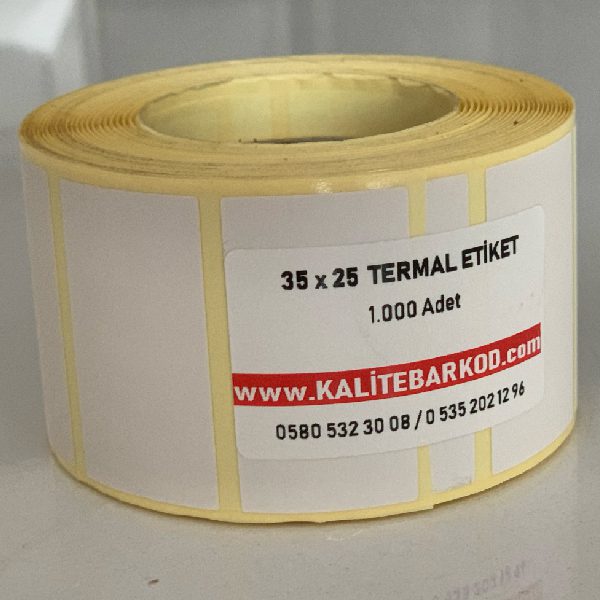 35 x 25 TERMAL ETİKET
1.000 Adet
www.KALİTEBARKOD.com
0580 532 30 08 / 0 535 202 12 96